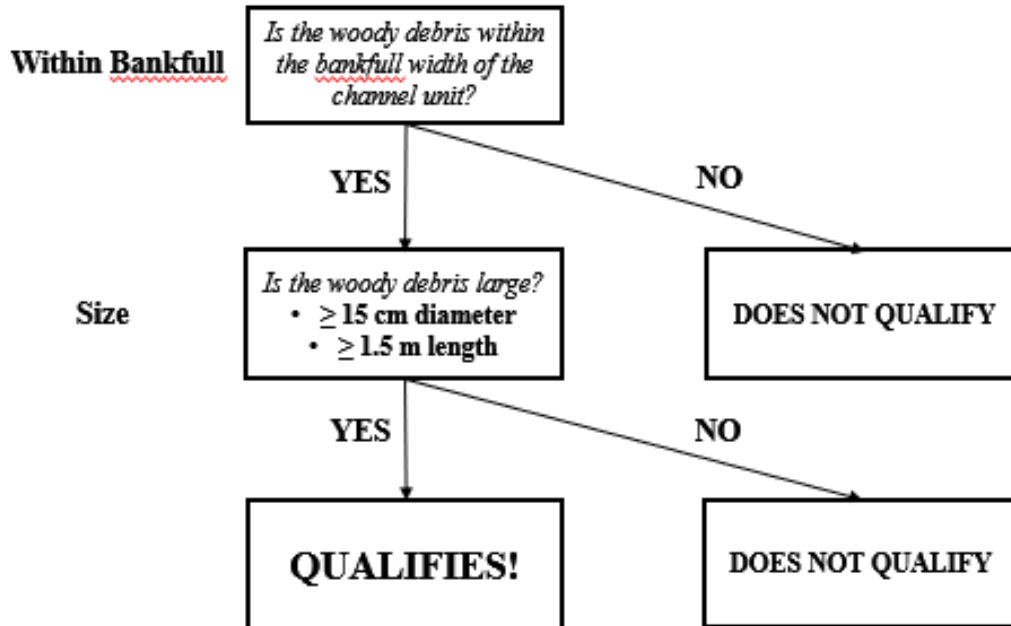 Within Bankfull
Is the woody debris within
the bankfull width of the
channel unit?
YES
NO
Size
Is the woody debris large?
• ≥ 15 cm diameter
• ≥ 1.5 m length
DOES NOT QUALIFY
YES
NO
QUALIFIES!
DOES NOT QUALIFY